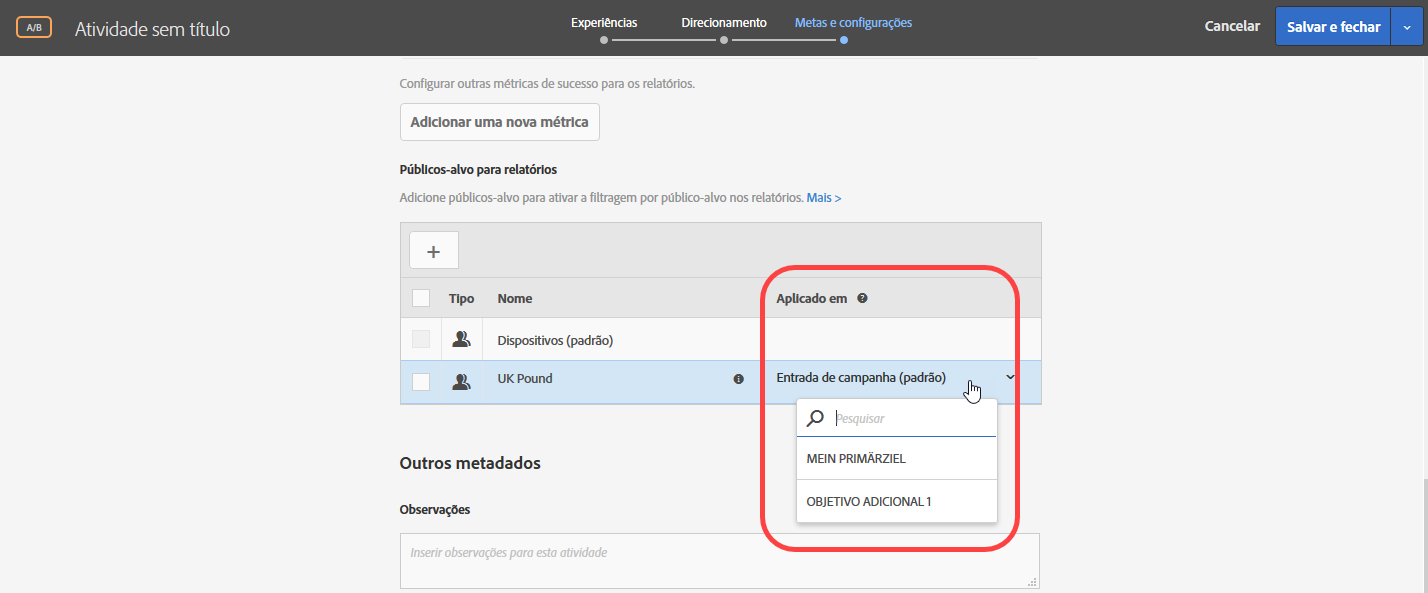 A/B
Atividade sem título
Experiências
Direcionamento
Metas e configurações
Cancelar
Salvar e fechar
Configurar outras métricas de sucesso para os relatórios.
Adicionar uma nova métrica
Públicos-alvo para relatórios
Adicione públicos-alvo para ativar a filtragem por público-alvo nos relatórios. Mais >
+
Tipo Nome Aplicado em
Dispositivos (padrão)
UK Pound Entrada de campanha (padrão)
Pesquisar
MEIN PRIMÄRZIEL
OBJETIVO ADICIONAL 1
Outros metadados
Observações
Inserir observações para esta atividade